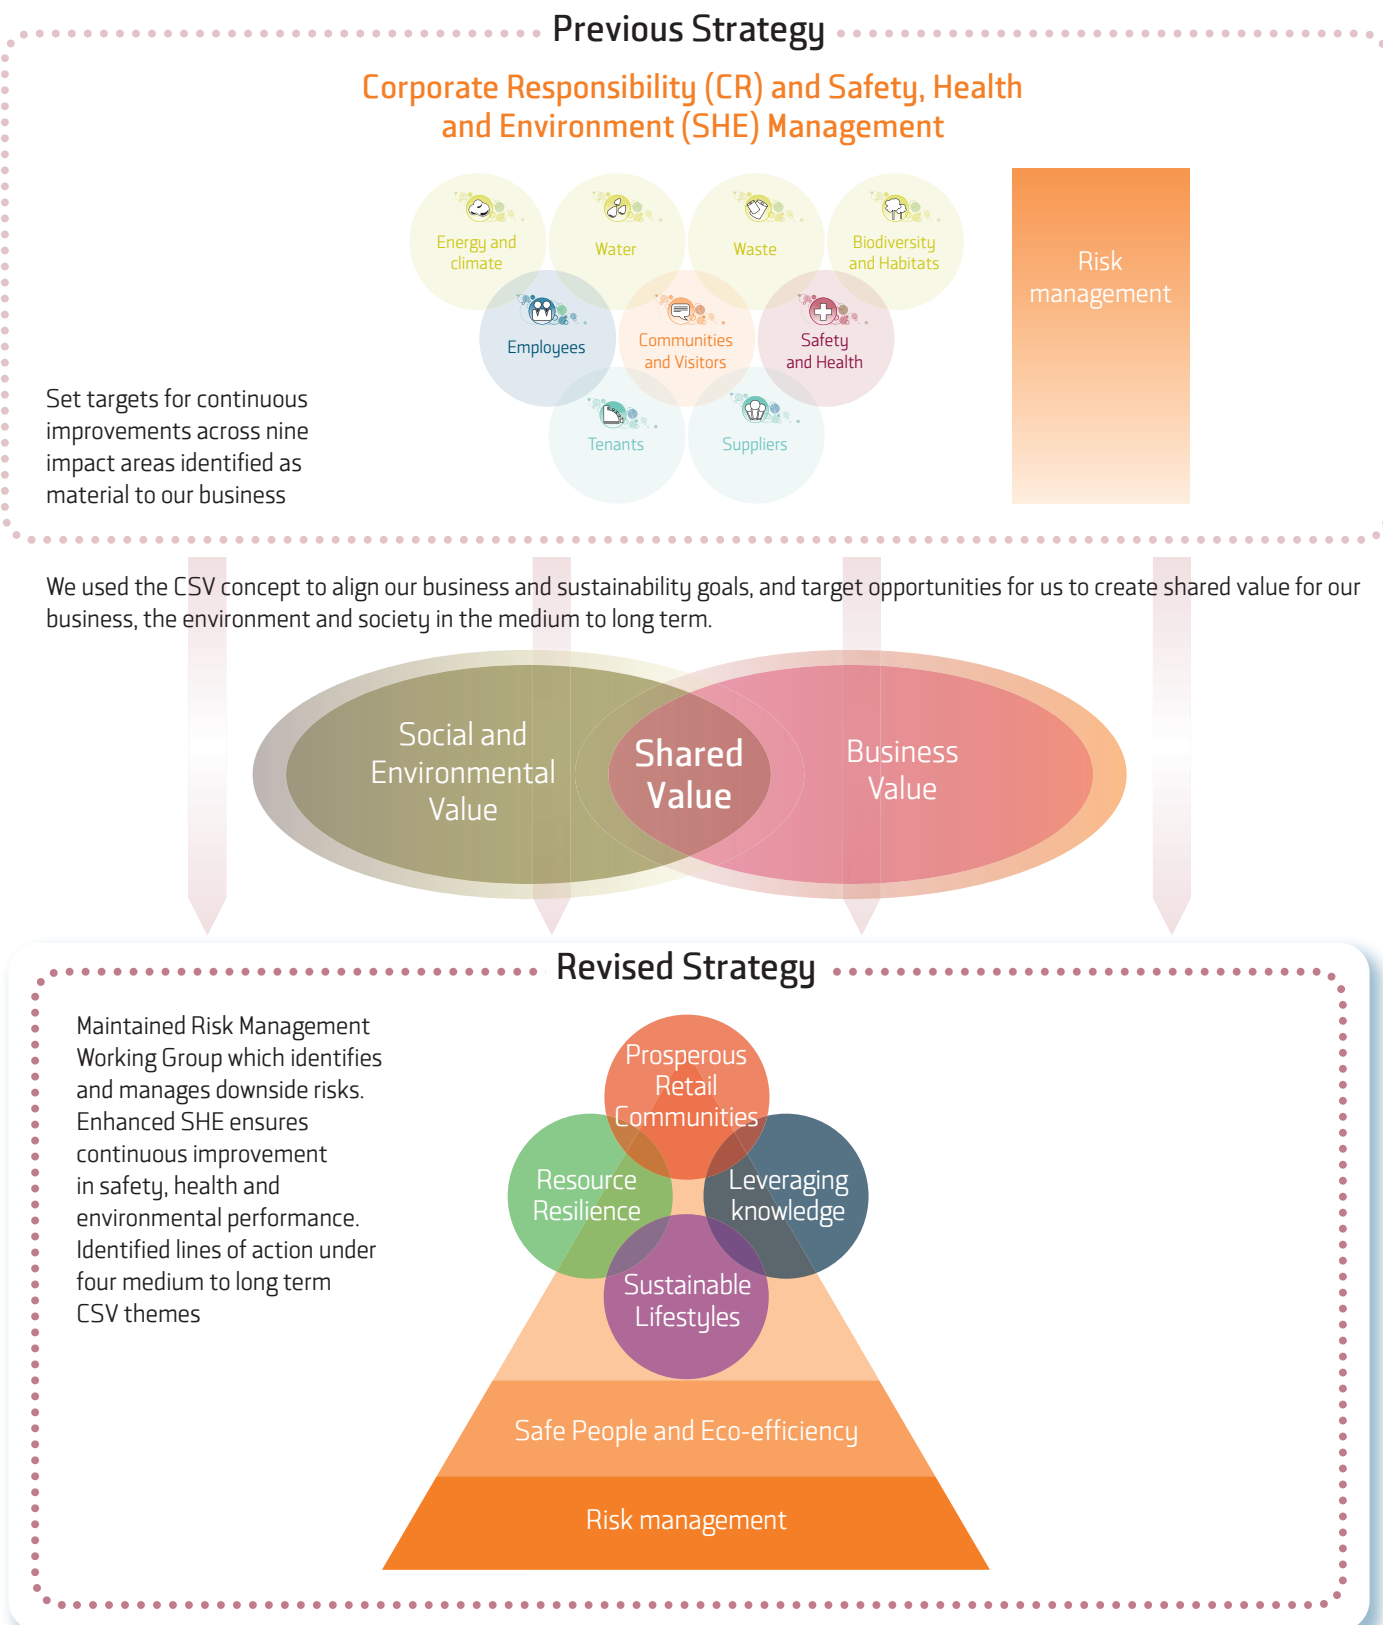 Previous Strategy
Corporate Responsibility (CR) and Safety, Health
and Environment (SHE) Management
Energy and
climate
Water
Waste
Biodiversity
and Habitats
Risk
management
Employees
Communities
and Visitors
Safety
and Health
Tenants
Suppliers
Set targets for continuous
improvements across nine
impact areas identified as
material to our business
We used the CSV concept to align our business and sustainability goals, and target opportunities for us to create shared value for our
business, the environment and society in the medium to long term.
Social and
Environmental
Value
Shared
Value
Business
Value
Revised Strategy
Maintained Risk Management
Working Group which identifies
and manages downside risks.
Enhanced SHE ensures
continuous improvement
in safety, health and
environmental performance.
Identified lines of action under
four medium to long term
CSV themes
Prosperous
Retail
Communities
Resource
Resilience
Leveraging
knowledge
Sustainable
Lifestyles
Safe People and Eco-efficiency
Risk management